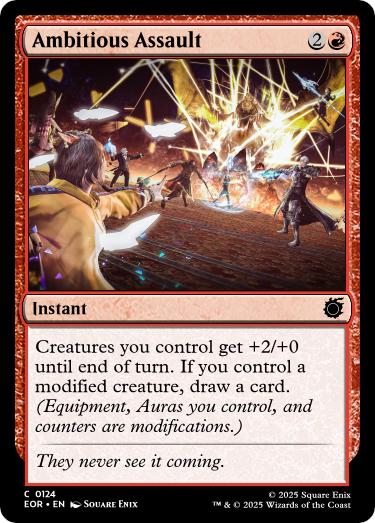 Ambitious Assault 2
Instant
Creatures you control get +2/+0
until end of turn. If you control a
modified creature, draw a card.
(Equipment, Auras you control, and
counters are modifications.)
They never see it coming.
C 0124 © 2025 Square Enix
EOR • EN Square Enix ™ & © 2025 Wizards of the Coast